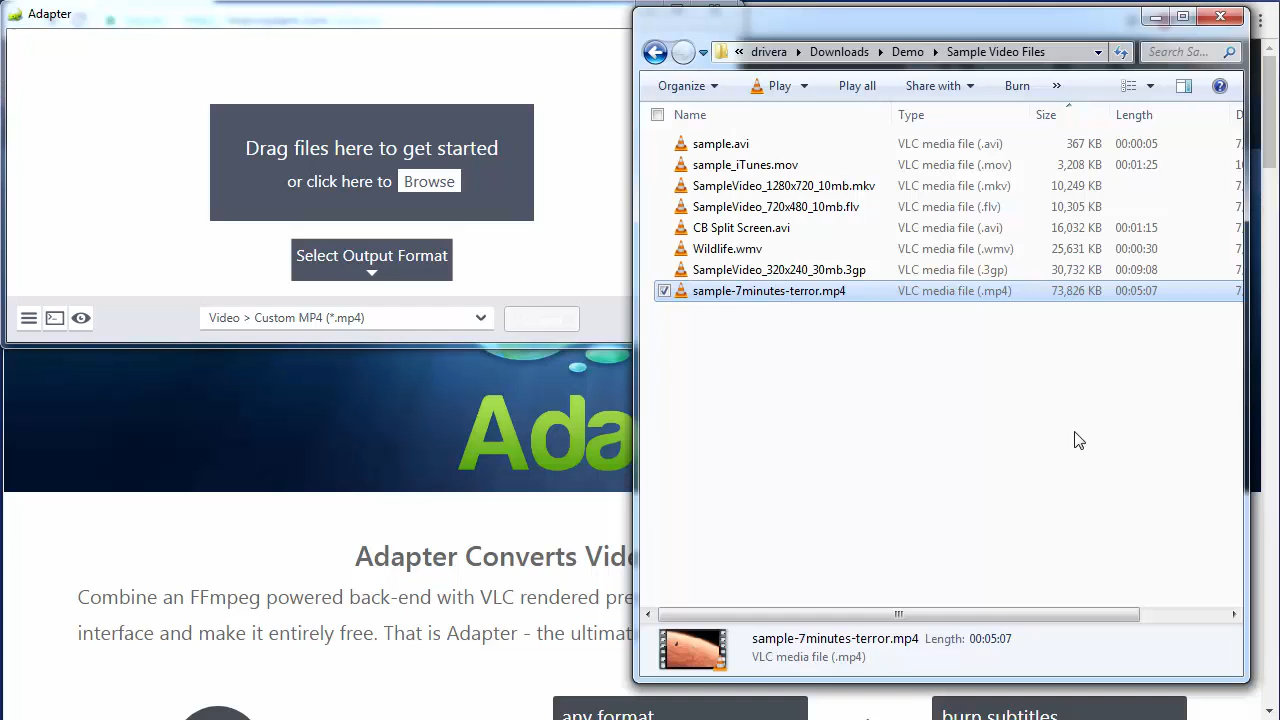 Adapter
Drag files here to get started
or click here to Browse
Select Output Format
Video > Custom MP4 (*.mp4)
Ada
Adapter Converts Vide
Combine an FFmpeg powered back-end with VLC rendered pre
interface and make it entirely free. That is Adapter - the ultima
any format
burn subtitles
« drivera Downloads Demo Sample Video Files
Search Sa...
Organize Play Play all Share with Burn »
Name Type Size Length D
sample.avi VLC media file (.avi) 367 KB 00:00:05 7,
sample_iTunes.mov VLC media file (.mov) 3,208 KB 00:01:25 10
SampleVideo_1280x720_10mb.mkv VLC media file (.mkv) 10,249 KB 7,
SampleVideo_720x480_10mb.flv VLC media file (.flv) 10,305 KB 7,
CB Split Screen.avi VLC media file (.avi) 16,032 KB 00:01:15 7,
Wildlife.wmv VLC media file (.wmv) 25,631 KB 00:00:30 7,
SampleVideo_320x240_30mb.3gp VLC media file (.3gp) 30,732 KB 00:09:08 7,
sample-7minutes-terror.mp4 VLC media file (.mp4) 73,826 KB 00:05:07 7,
sample-7minutes-terror.mp4 Length: 00:05:07
VLC media file (.mp4)